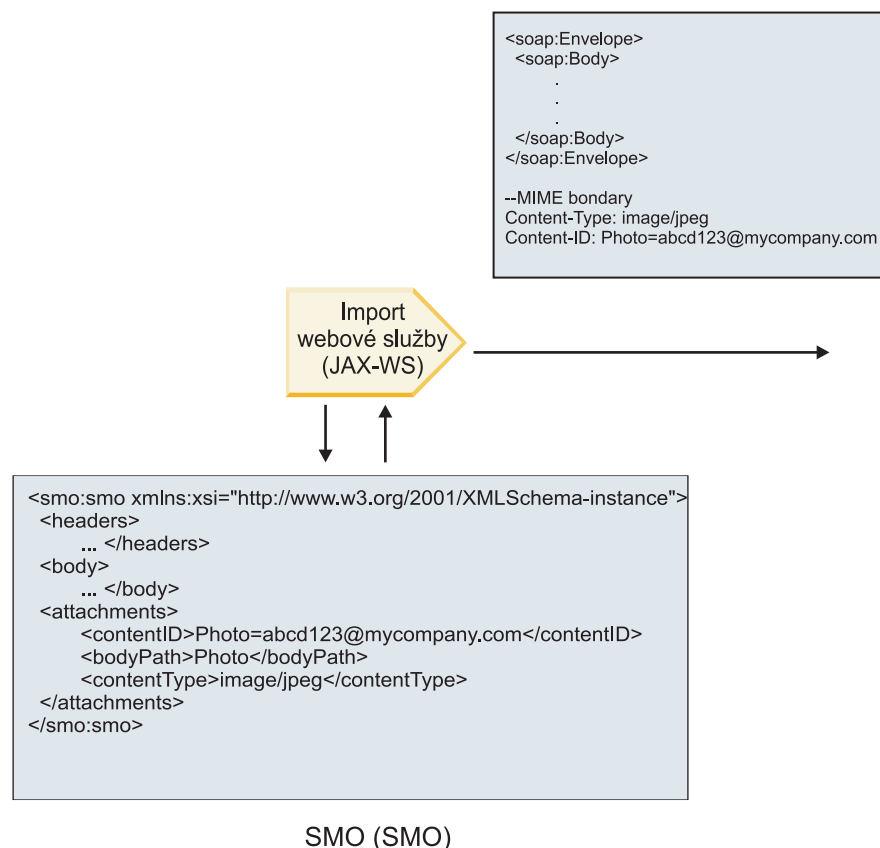 <soap:Envelope>
<soap:Body>
.
.
.
</soap:Body>
</soap:Envelope>
--MIME bondary
Content-Type: image/jpeg
Content-ID: Photo=abcd123@mycompany.com
Import
webové služby
(JAX-WS)
<smo:smo xmlns:xsi="http://www.w3.org/2001/XMLSchema-instance">
<headers>
... </headers>
<body>
... </body>
<attachments>
<contentID>Photo=abcd123@mycompany.com</contentID>
<bodyPath>Photo</bodyPath>
<contentType>image/jpeg</contentType>
</attachments>
</smo:smo>
SMO (SMO)